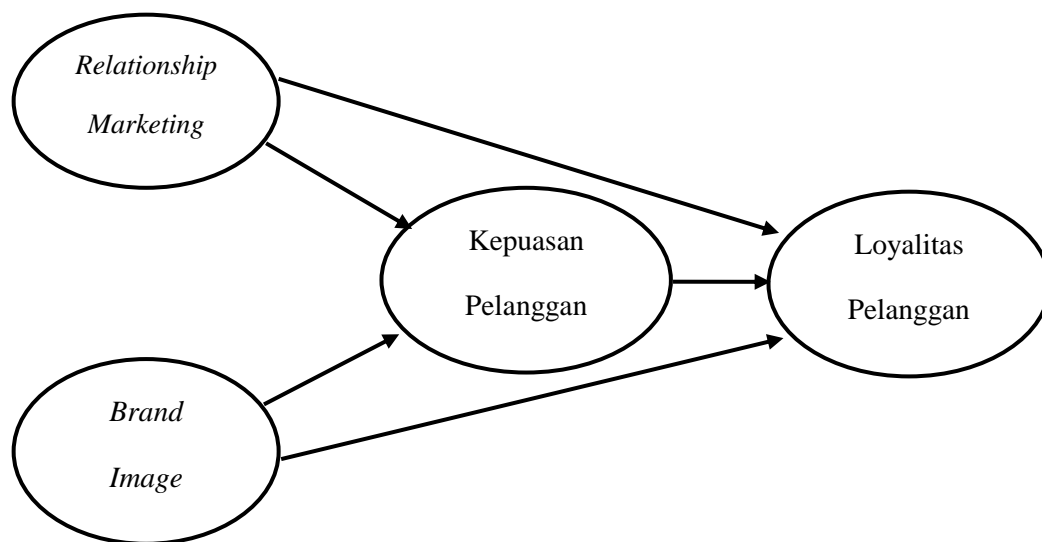 Relationship
Marketing
Kepuasan
Pelanggan
Loyalitas
Pelanggan
Brand
Image